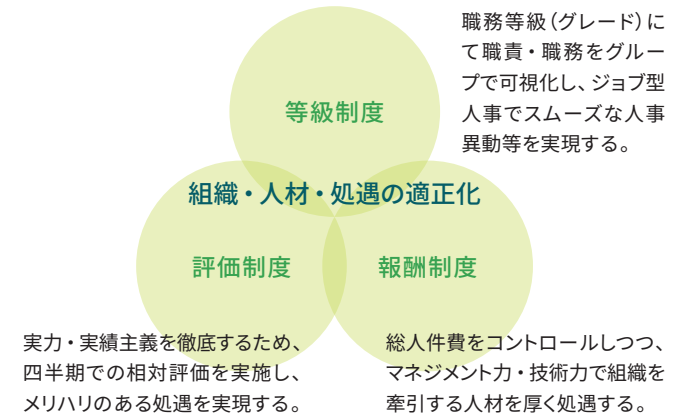 職務等級（グレード）に
て職責・職務をグルー
プで可視化し、ジョブ型
人事でスムーズな人事
異動等を実現する。
等級制度
組織・人材・処遇の適正化
評価制度
報酬制度
実力・実績主義を徹底するため、
四半期での相対評価を実施し、
メリハリのある処遇を実現する。
総人件費をコントロールしつつ、
マネジメント力・技術力で組織を
牽引する人材を厚く処遇する。